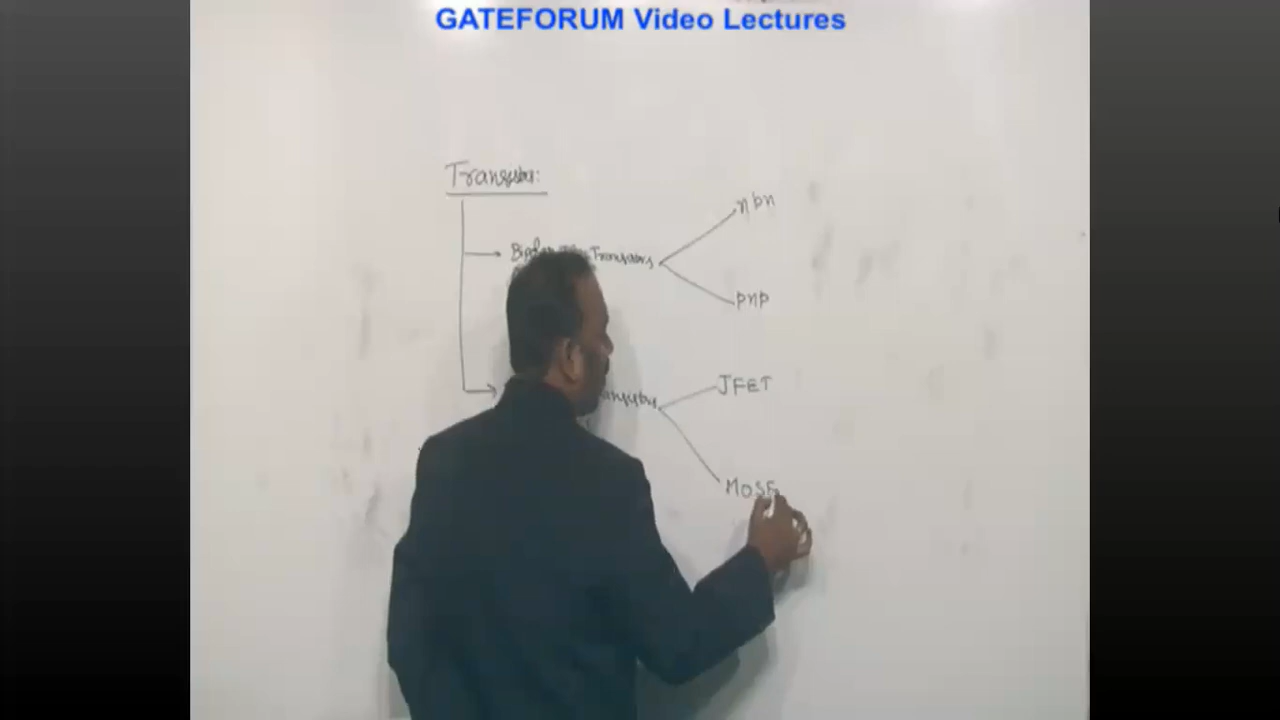 GATEFORUM Video Lectures
Transistor:
npn
Transistors
pnp
JFET
MOSF